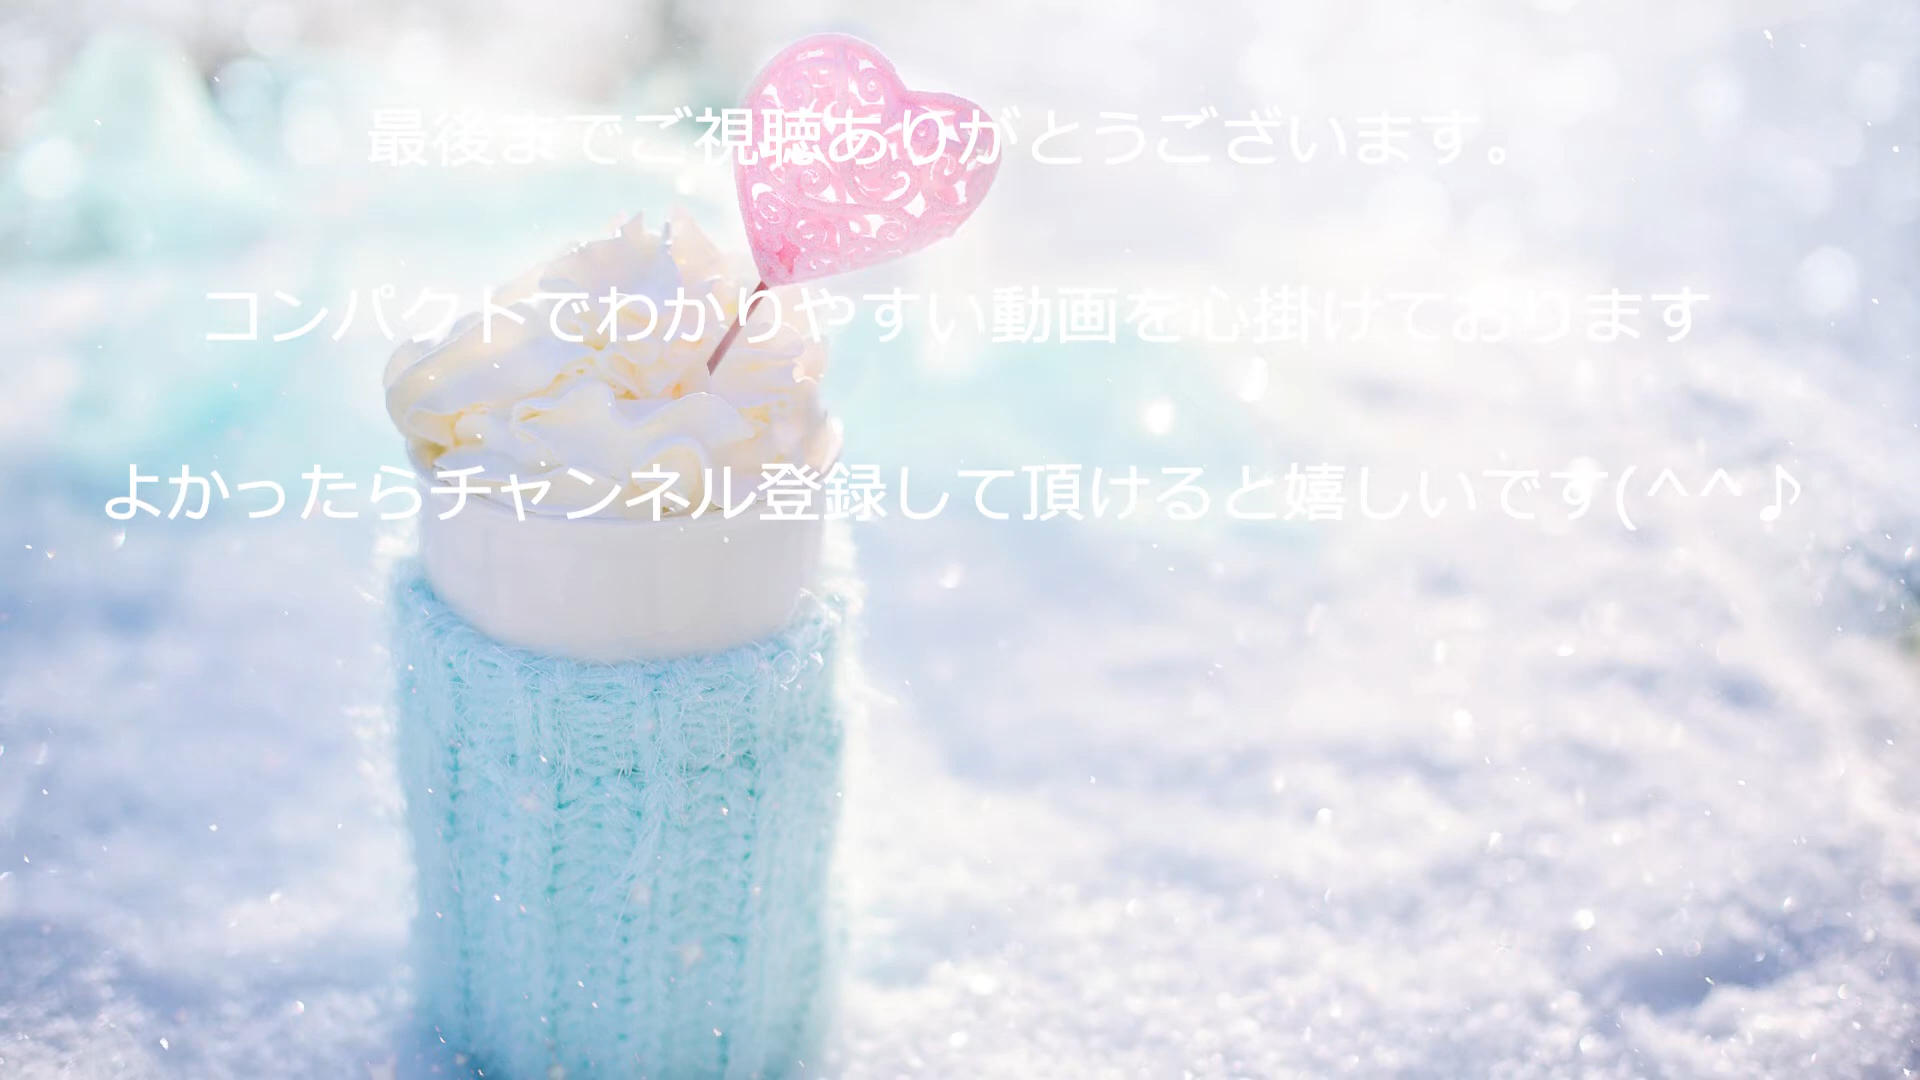 最後までご視聴ありがとうございます。
コンパクトでわかりやすい動画を心掛けております
よかったらチャンネル登録して頂けると嬉しいです(^^♪